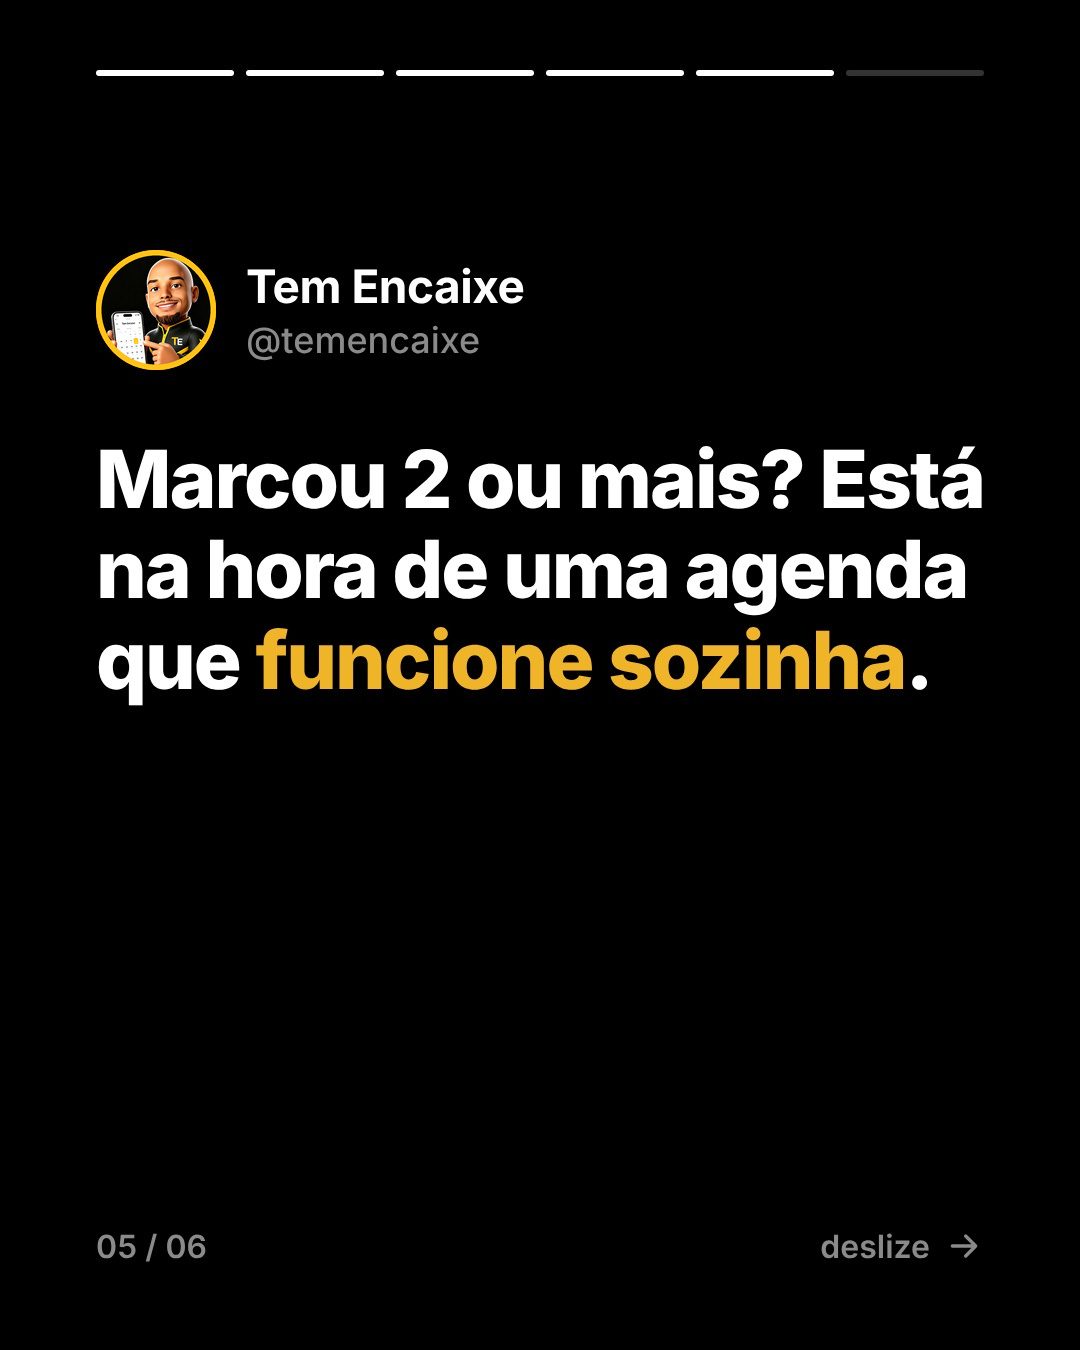 Tem Encaixe
@temencaixe
TE
Marcou 2 ou mais? Está
na hora de uma agenda
que funcione sozinha.
05 / 06
deslize →